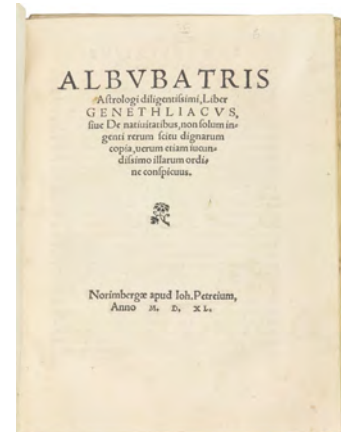 ALBVBATRIS
Aſtrologi diligentiſsimi, Liber
GENETHLIACVS,
ſiue De natiuitatibus, non ſolum in-
genti rerum ſcitu dignarum
copia, uerum etiam iucun-
diſsimo illarum ordi-
ne conſpicuus.
Norimbergæ apud Ioh. Petreium,
Anno M. D. XL.